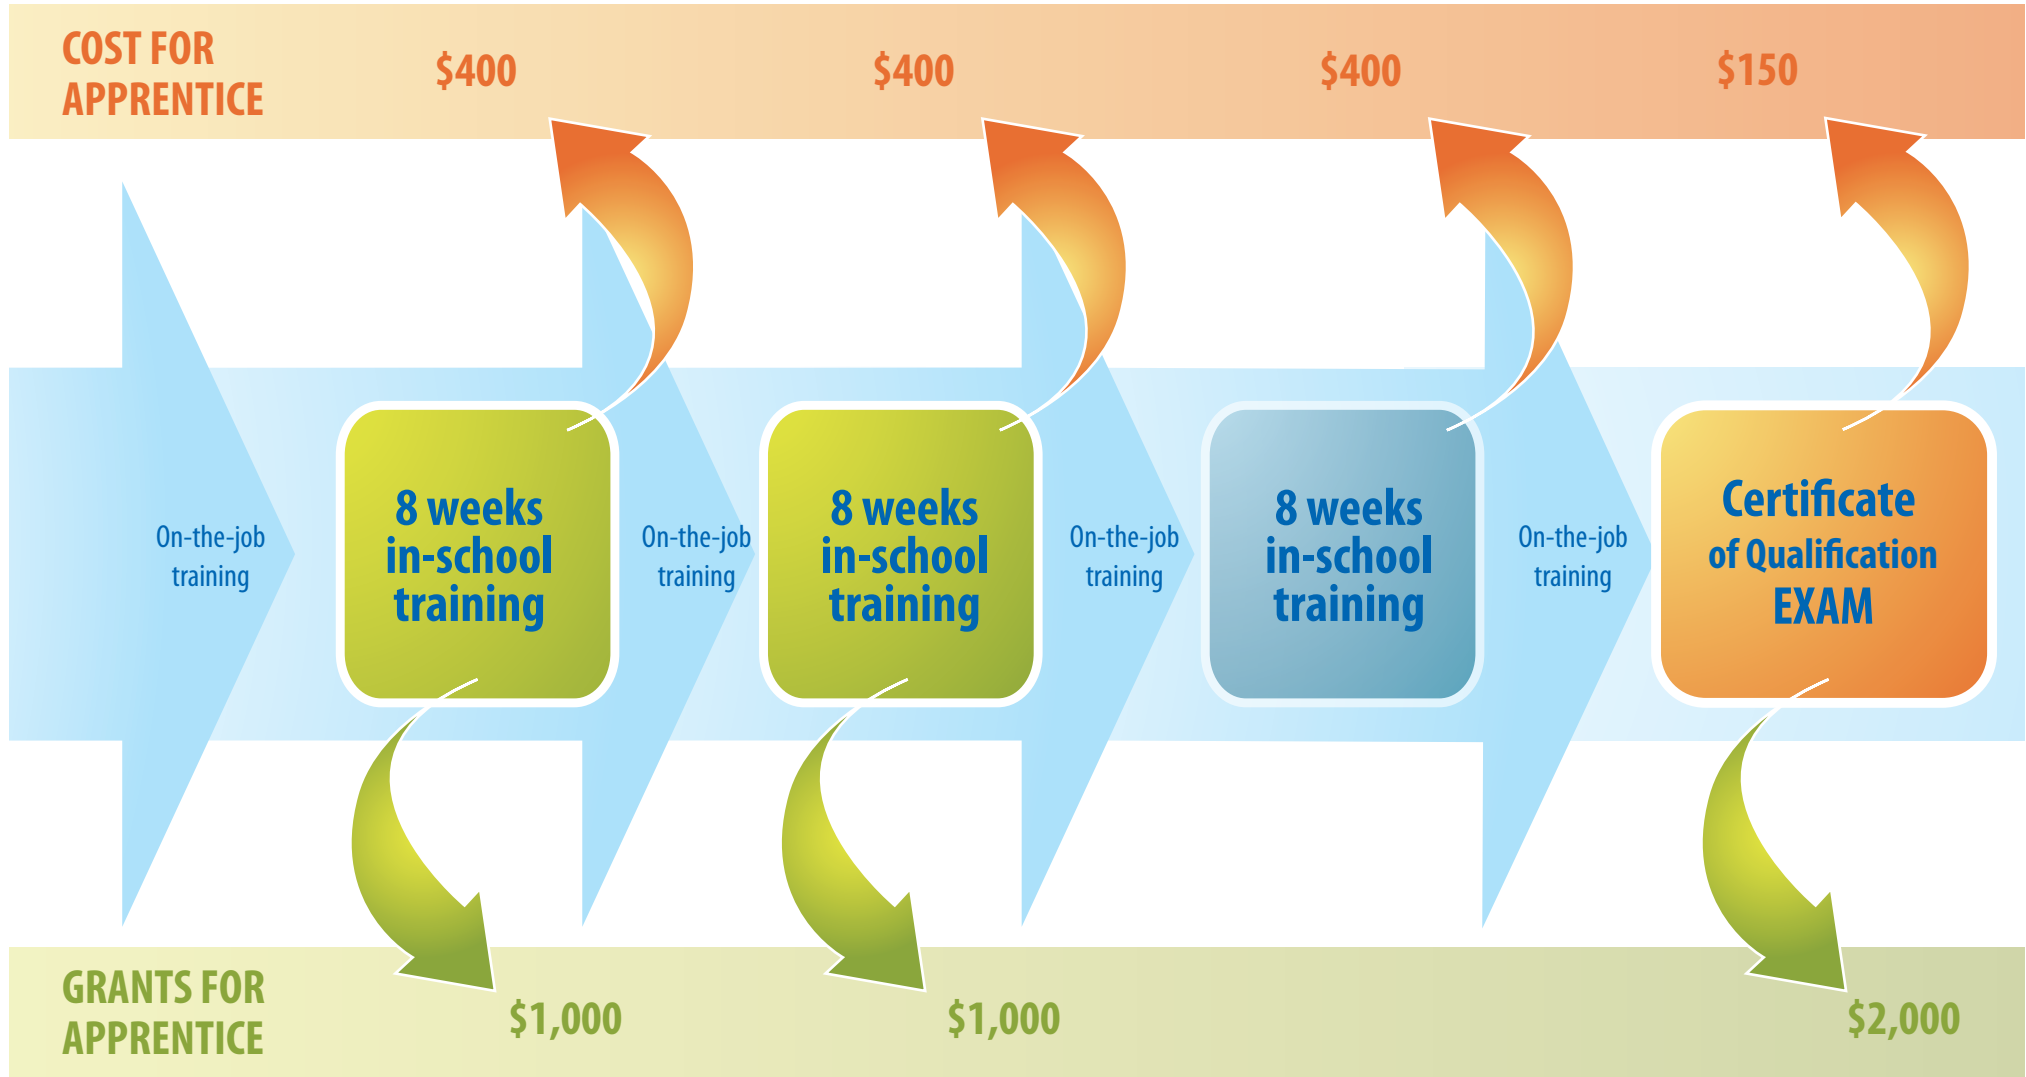 COST FOR
APPRENTICE
$400
$400
$400
$150
On-the-job
training
8 weeks
in-school
training
On-the-job
training
8 weeks
in-school
training
On-the-job
training
8 weeks
in-school
training
On-the-job
training
Certificate
of Qualification
EXAM
GRANTS FOR
APPRENTICE
$1,000
$1,000
$2,000